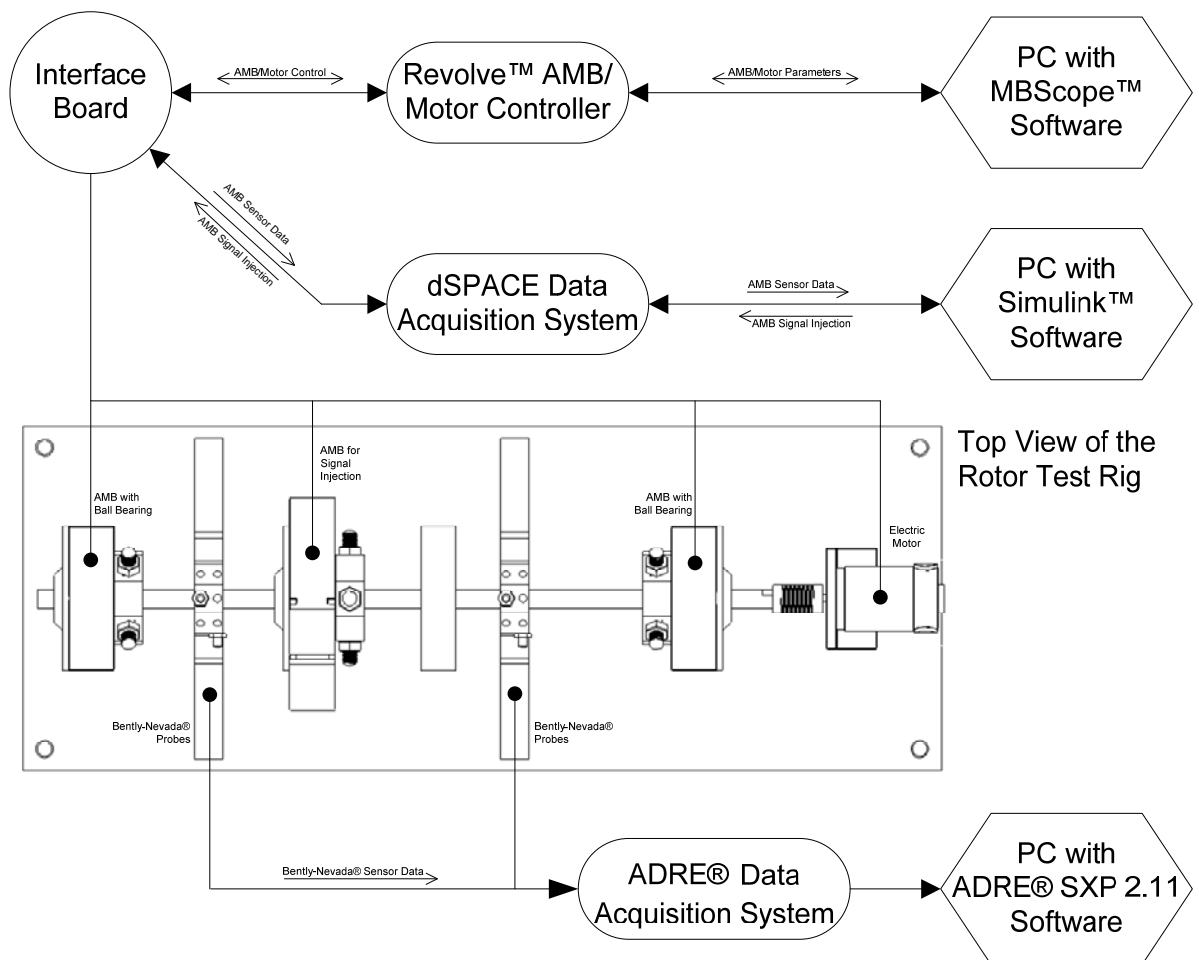 Interface
Board
AMB/Motor Control
Revolve™ AMB/
Motor Controller
AMB/Motor Parameters
PC with
MBScope™
Software
AMB Sensor Data
AMB Signal Injection
dSPACE Data
Acquisition System
AMB Sensor Data
AMB Signal Injection
PC with
Simulink™
Software
Top View of the
Rotor Test Rig
AMB with
Ball Bearing
AMB for
Signal
Injection
AMB with
Ball Bearing
Electric
Motor
Bently-Nevada®
Probes
Bently-Nevada®
Probes
Bently-Nevada® Sensor Data
ADRE® Data
Acquisition System
PC with
ADRE® SXP 2.11
Software